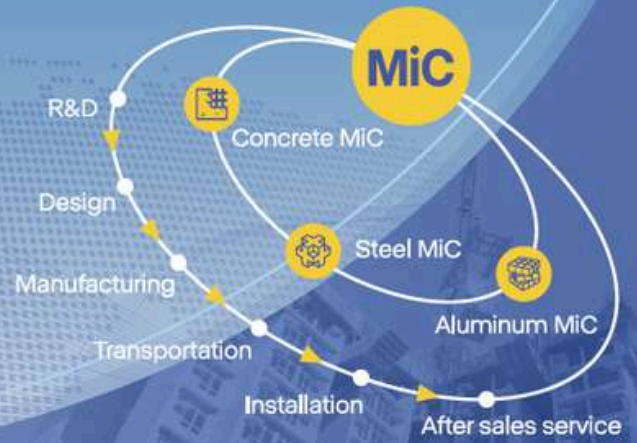 MiC
R&D
Concrete MiC
Design
Steel MiC
Manufacturing
Aluminum MiC
Transportation
Installation
After sales service